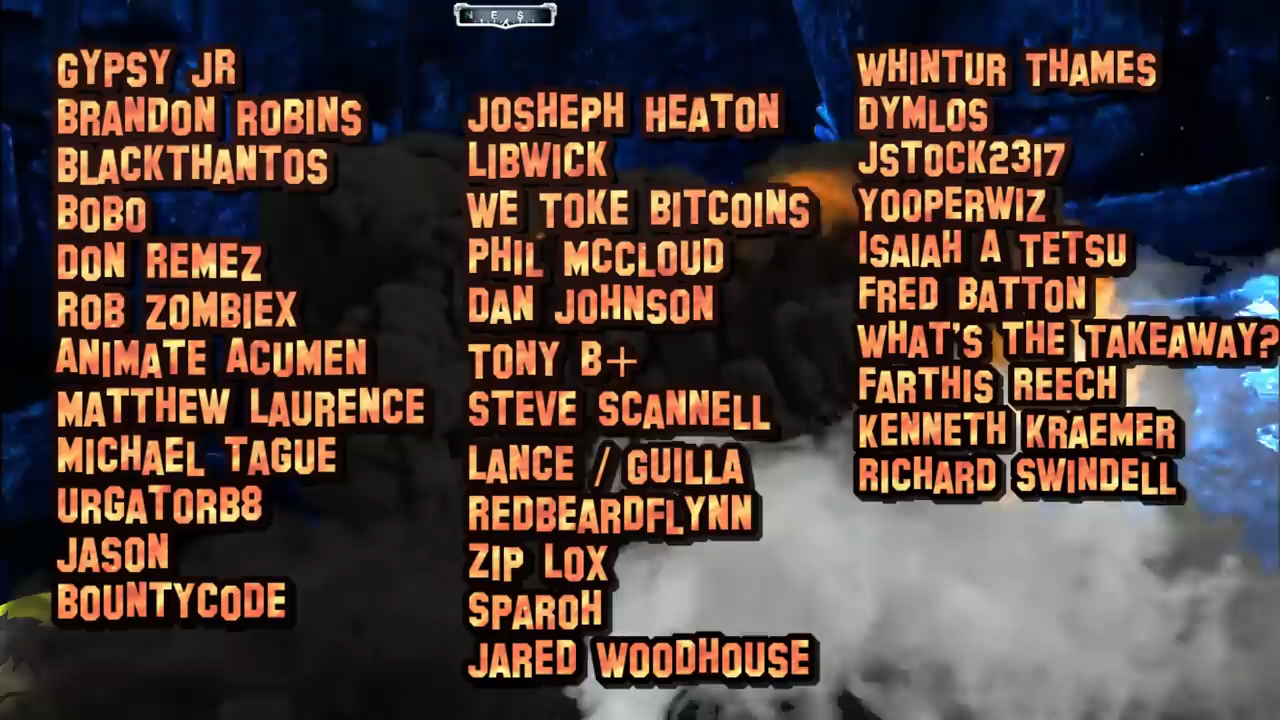 N E S
GYPSY JR
BRANDON ROBINS
BLACKTHANTOS
BOBO
DON REMEZ
ROB ZOMBIEX
ANIMATE ACUMEN
MATTHEW LAURENCE
MICHAEL TAGUE
URGATORB8
JASON
BOUNTYCODE
JOSHEPH HEATON
LIBWICK
WE TOKE BITCOINS
PHIL MCCLOUD
DAN JOHNSON
TONY B+
STEVE SCANNELL
LANCE / GUILLA
REDBEARDFLYNN
ZIP LOX
SPAROH
JARED WOODHOUSE
WHINTUR THAMES
DYMLOS
JSTOCK2317
YOOPERWIZ
ISAIAH A TETSU
FRED BATTON
WHAT'S THE TAKEAWAY?
FARTHIS REECH
KENNETH KRAEMER
RICHARD SWINDELL